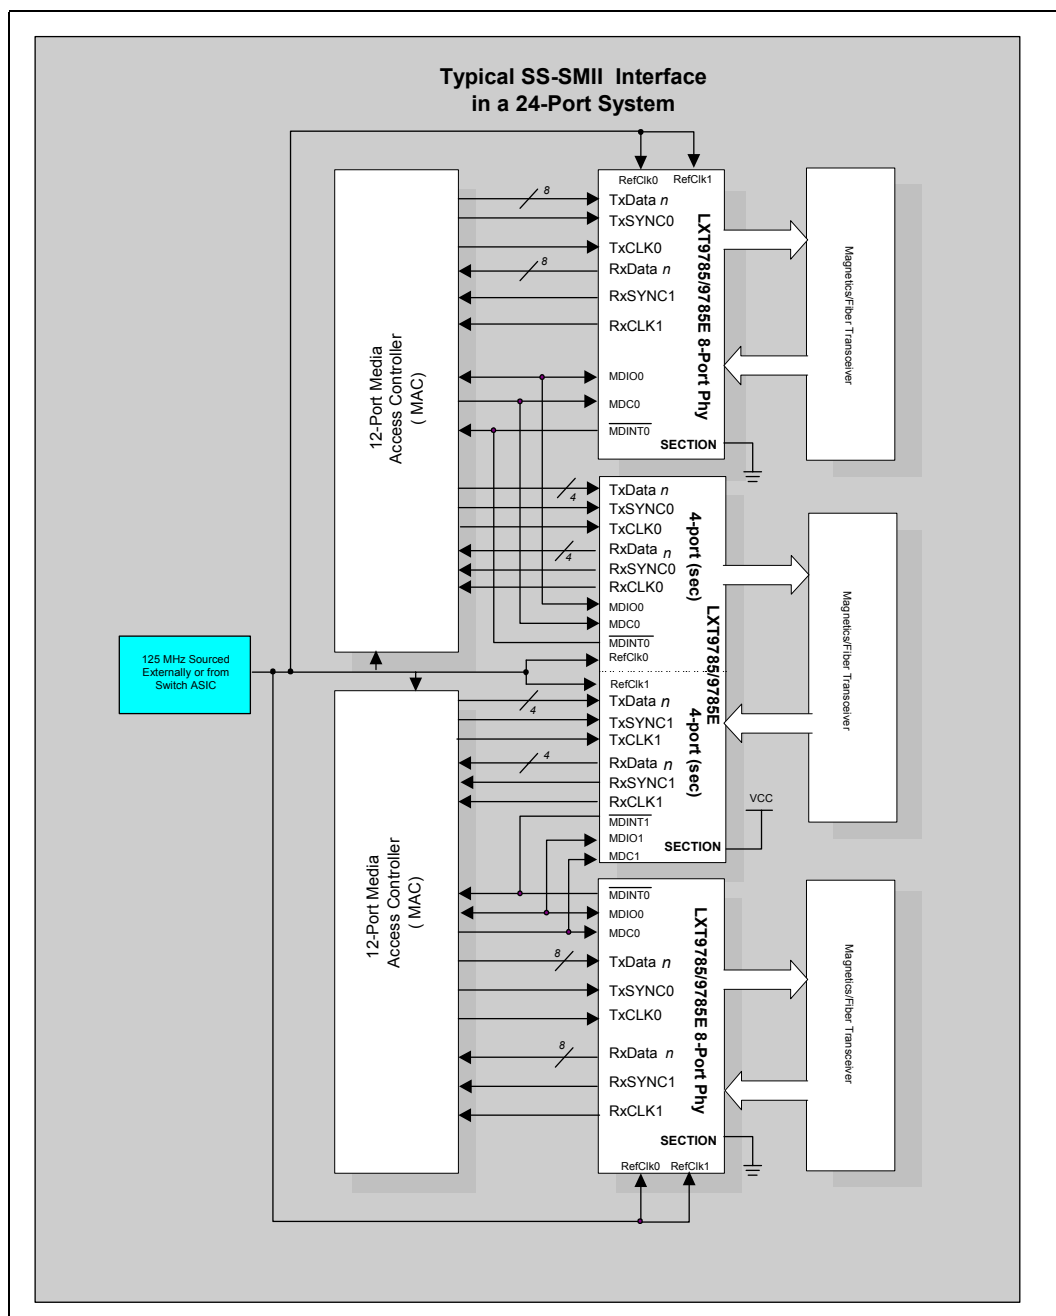 Typical SS-SMII Interface
in a 24-Port System
RefClk0 RefClk1
8
TxData n
TxSYNC0
TxCLK0
8
RxData n
RxSYNC1
RxCLK1
MDIO0
MDC0
MDINT0
SECTION
LXT9785/9785E 8-Port Phy
Magnetics/Fiber Transceiver
12-Port Media
Access Controller
( MAC)
4
TxData n
TxSYNC0
TxCLK0
4
RxData n
RxSYNC0
RxCLK0
MDIO0
MDC0
MDINT0
RefClk0
4-port (sec)
LXT9785/9785E
Magnetics/Fiber Transceiver
125 MHz Sourced
Externally or from
Switch ASIC
RefClk1
4
TxData n
TxSYNC1
TxCLK1
4
RxData n
RxSYNC1
RxCLK1
MDINT1
MDIO1
MDC1
4-port (sec)
SECTION
VCC
12-Port Media
Access Controller
( MAC)
MDINT0
MDIO0
MDC0
8
TxData n
TxSYNC0
TxCLK0
8
RxData n
RxSYNC1
RxCLK1
SECTION
LXT9785/9785E 8-Port Phy
RefClk0 RefClk1
Magnetics/Fiber Transceiver